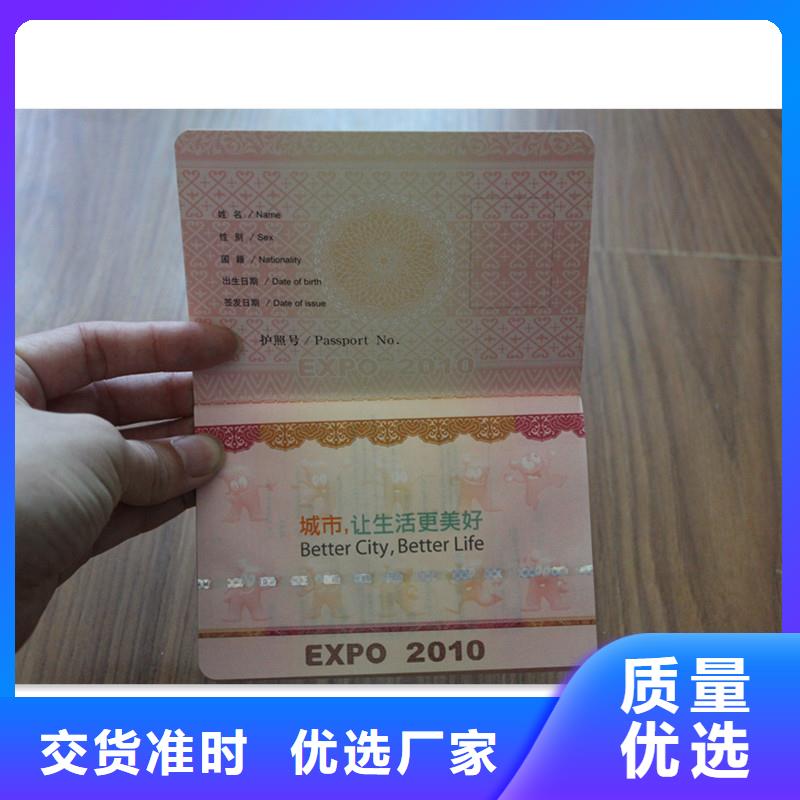 姓 名 / Name
性 别 / Sex
国 籍 / Nationality
出生日期 / Date of birth
签发日期 / Date of issue
护照号 / Passport No.
EXPO 2010
城市,让生活更美好
Better City, Better Life
EXPO 2010
质量
优选
交货准时 优选厂家